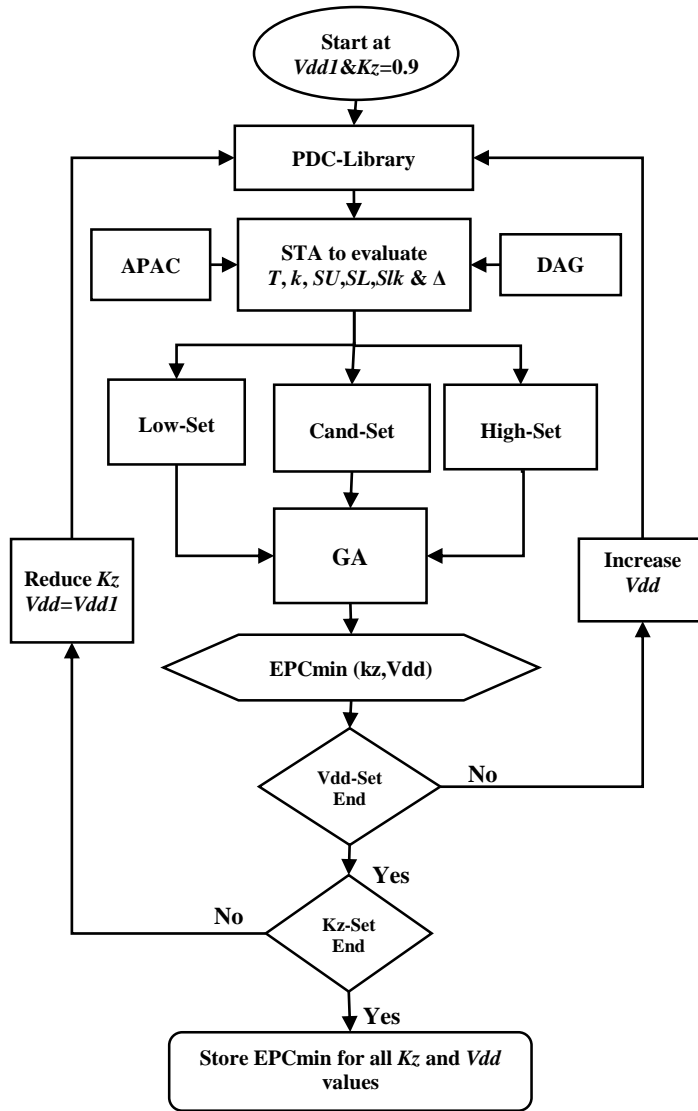 Start at
Vdd1&Kz=0.9
PDC-Library
STA to evaluate
T, k, SU,SL,Slk & Δ
APAC
DAG
Low-Set
Cand-Set
High-Set
GA
Reduce Kz
Vdd=Vdd1
Increase
Vdd
EPCmin (kz,Vdd)
Vdd-Set
End
No
Yes
No
Kz-Set
End
Yes
Store EPCmin for all Kz and Vdd
values